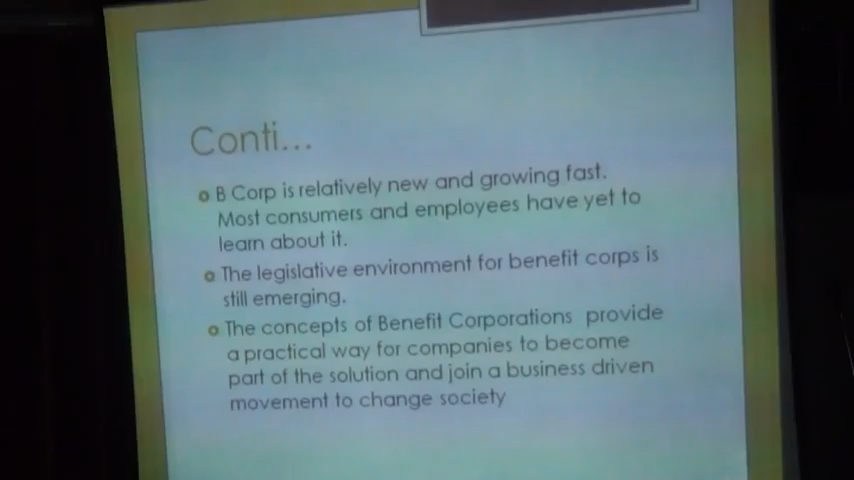 Conti...
B Corp is relatively new and growing fast.
Most consumers and employees have yet to
learn about it.
The legislative environment for benefit corps is
still emerging.
The concepts of Benefit Corporations provide
a practical way for companies to become
part of the solution and join a business driven
movement to change society